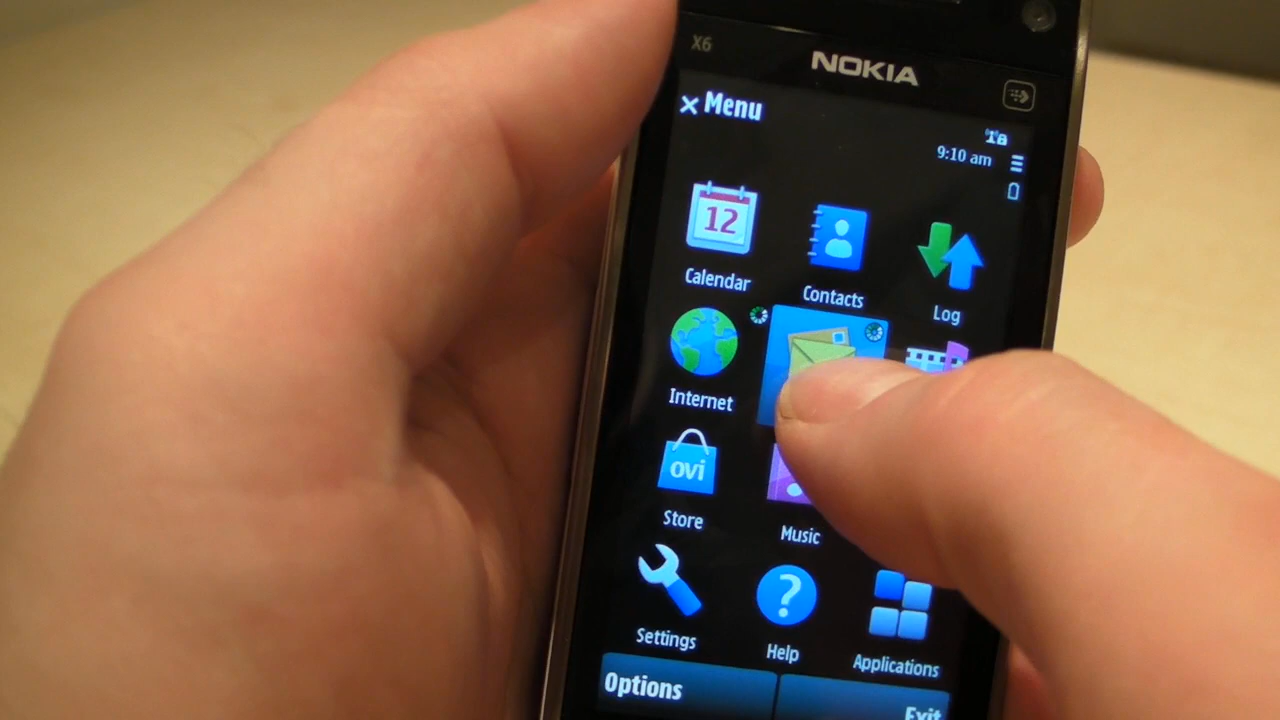 X6
NOKIA
× Menu
9:10 am
12
Calendar
Contacts
Log
Internet
ovi
Store
Music
Settings
?
Help
Applications
Options
Exit